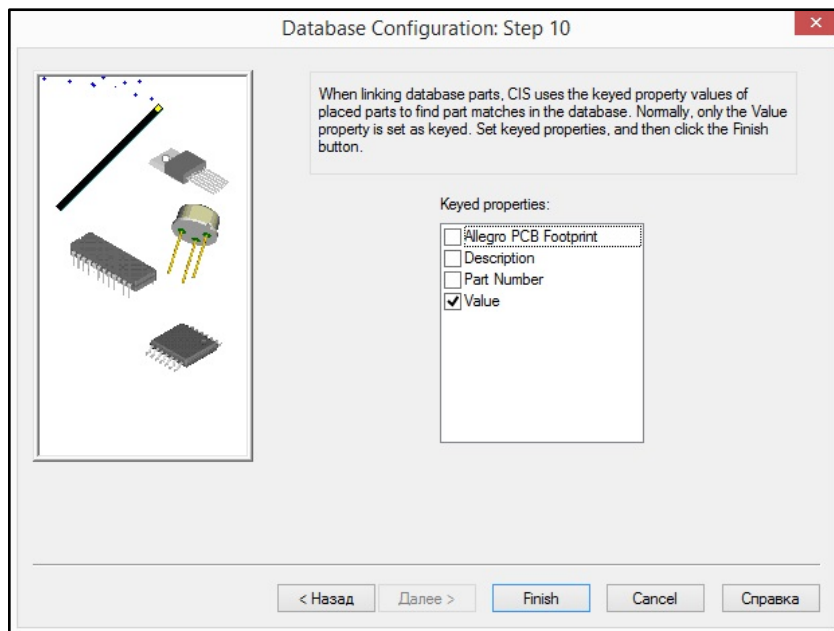 Database Configuration: Step 10
When linking database parts, CIS uses the keyed property values of
placed parts to find part matches in the database. Normally, only the Value
property is set as keyed. Set keyed properties, and then click the Finish
button.
Keyed properties:
Allegro PCB Footprint
Description
Part Number
Value
< Назад
Далее >
Finish
Cancel
Справка